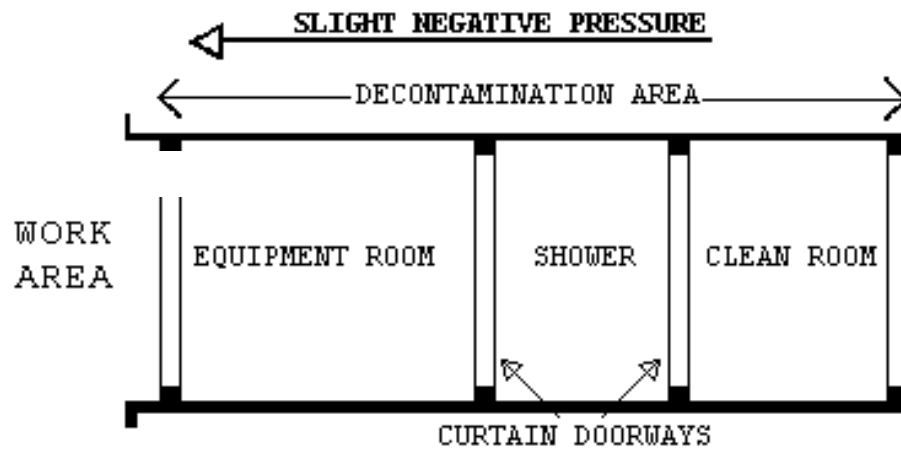 SLIGHT NEGATIVE PRESSURE
DECONTAMINATION AREA
WORK
AREA
EQUIPMENT ROOM
SHOWER
CLEAN ROOM
CURTAIN DOORWAYS